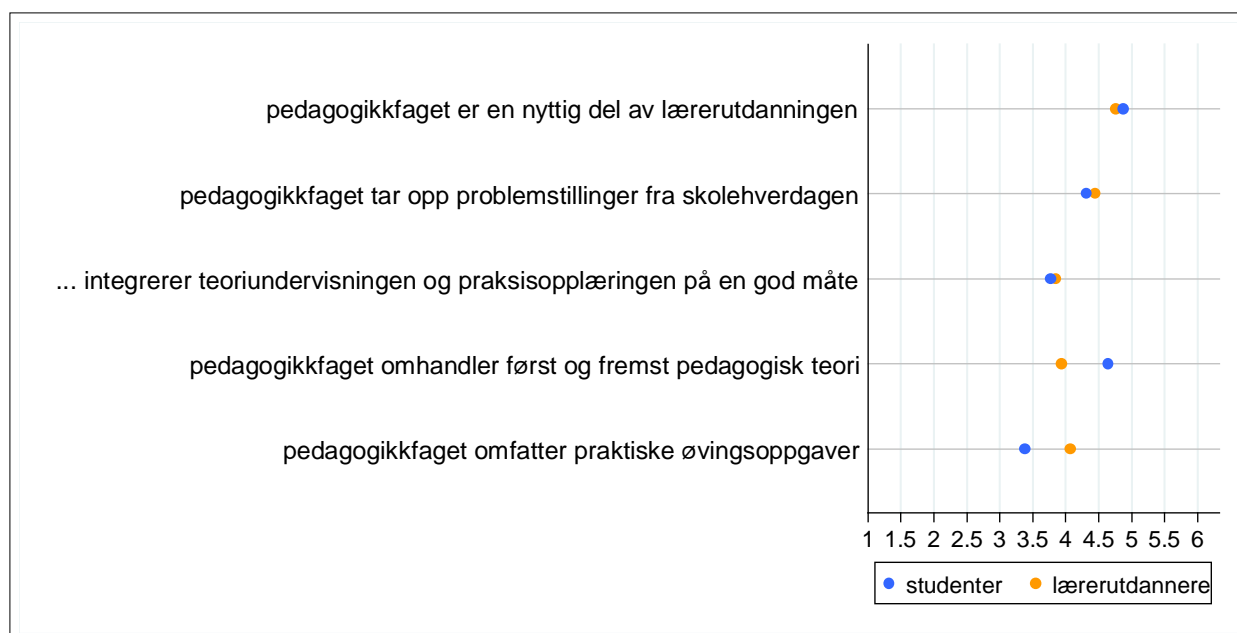 pedagogikkfaget er en nyttig del av lærerutdanningen
pedagogikkfaget tar opp problemstillinger fra skolehverdagen
... integrerer teoriundervisningen og praksisopplæringen på en god måte
pedagogikkfaget omhandler først og fremst pedagogisk teori
pedagogikkfaget omfatter praktiske øvingsoppgaver
1 1.5 2 2.5 3 3.5 4 4.5 5 5.5 6
studenter lærerutdannere